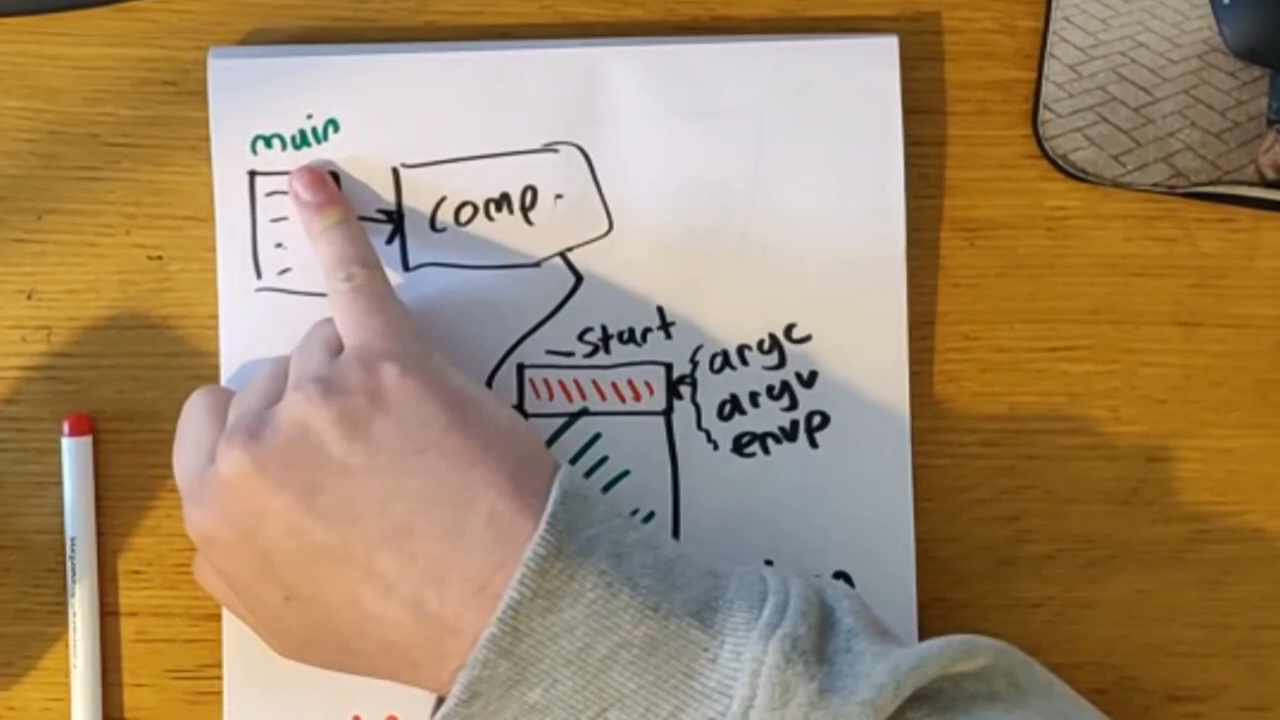 main
comp.
_start
argc
argv
envp